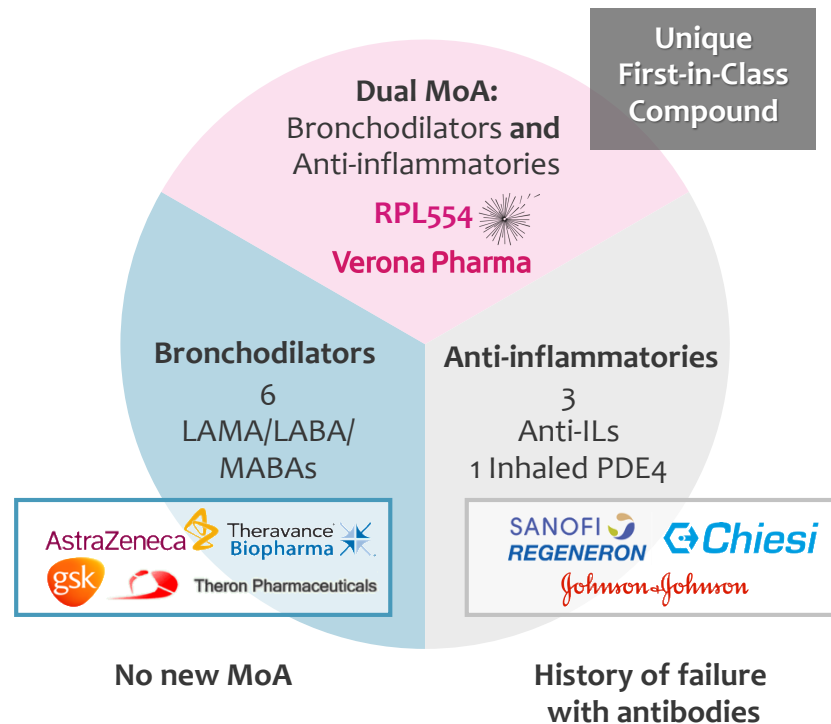 Unique
First-in-Class
Compound
Dual MoA:
Bronchodilators and
Anti-inflammatories
RPL554
Verona Pharma
Bronchodilators
6
LAMA/LABA/
MABAs
Anti-inflammatories
3
Anti-ILs
1 Inhaled PDE4
AstraZeneca
Theravance
Biopharma
gsk
Theron Pharmaceuticals
SANOFI
REGENERON
Chiesi
Johnson & Johnson
No new MoA
History of failure
with antibodies